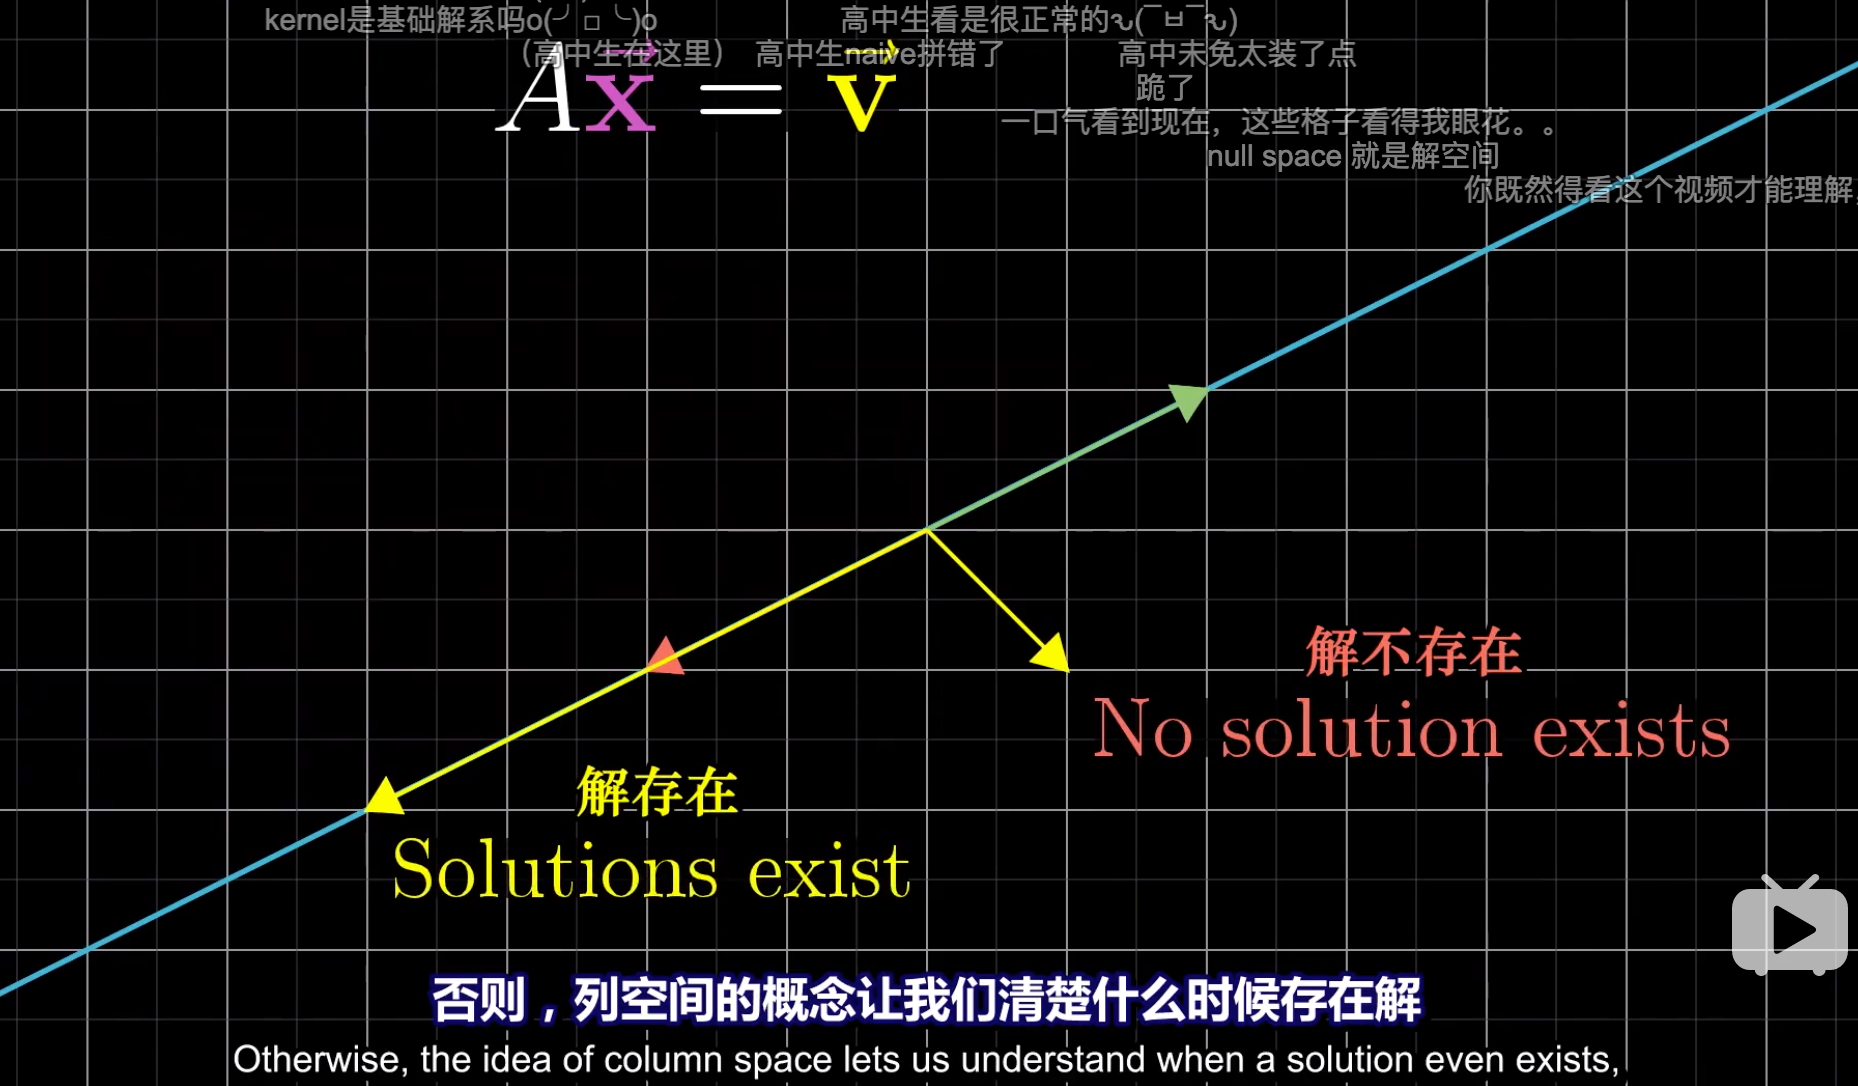 kernel是基础解系吗o(╯□╰)o
高中生看是很正常的ԅ(¯ㅂ¯ԅ)
（高中生在这里）
高中生naive拼错了
高中未免太装了点
跪了
Ax = v
一口气看到现在，这些格子看得我眼花。。
null space 就是解空间
你既然得看这个视频才能理解，
解不存在
No solution exists
解存在
Solutions exist
否则，列空间的概念让我们清楚什么时候存在解
Otherwise, the idea of column space lets us understand when a solution even exists,